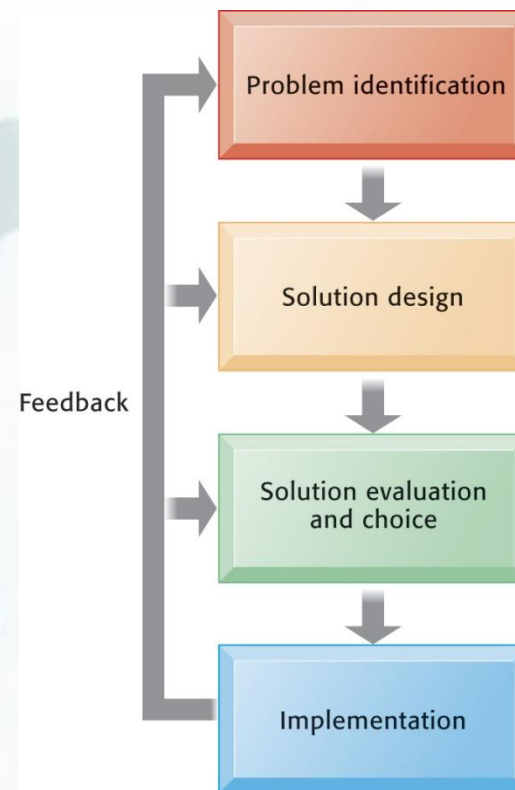 Problem identification
Solution design
Feedback
Solution evaluation
and choice
Implementation